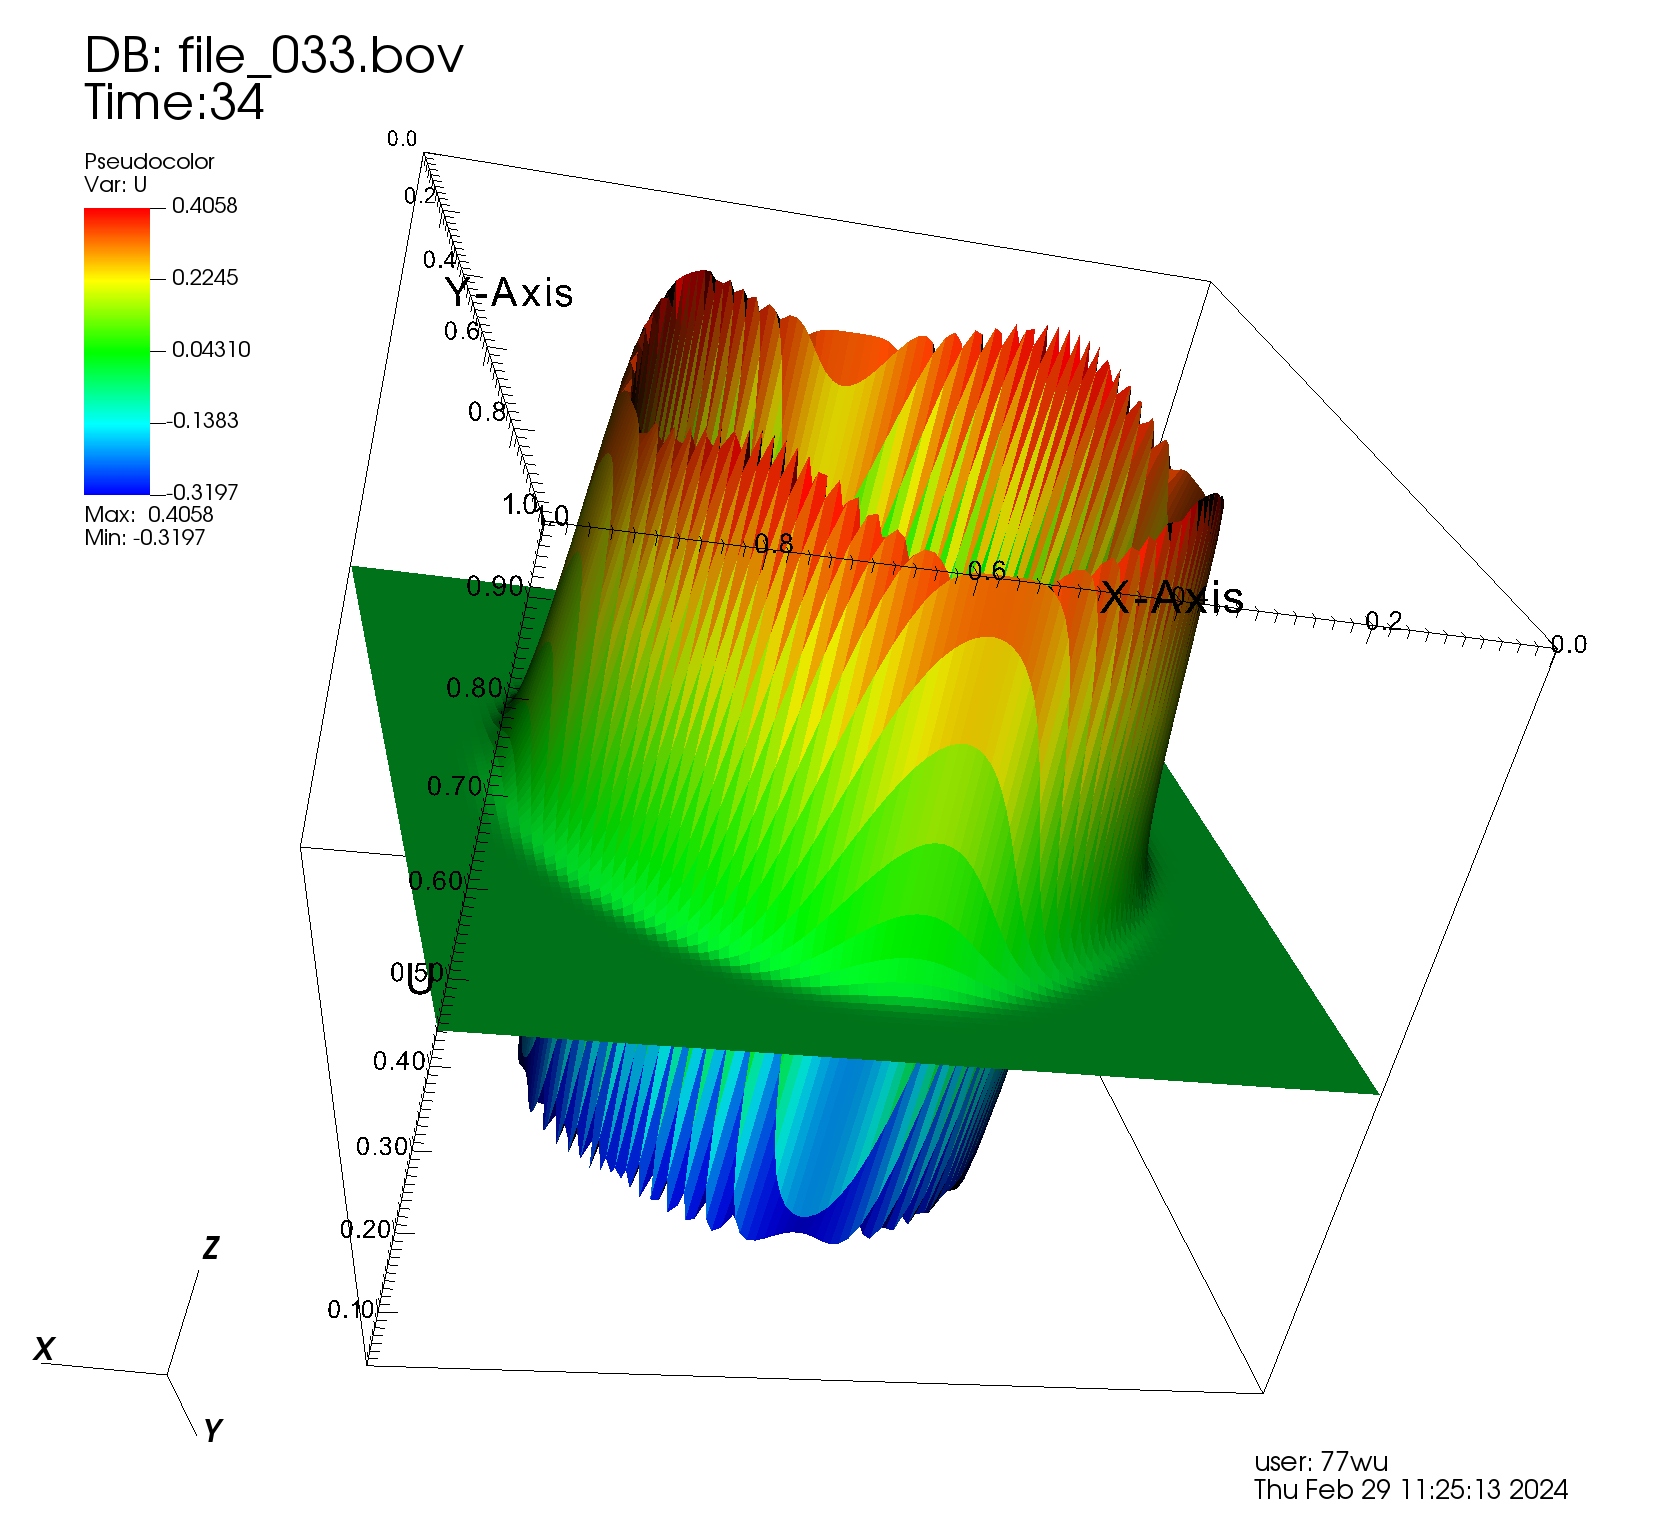 DB: file_033.bov
Time:34
Pseudocolor
Var: U
0.4058
0.2245
0.04310
-0.1383
-0.3197
Max: 0.4058
Min: -0.3197
0.0
0.2
0.4
Y-Axis
0.6
0.8
1.0
1.0
0.8
0.6
X-Axis
0.2
0.0
0.90
0.80
0.70
0.60
0.50
U
0.40
0.30
0.20
0.10
Z
X
Y
user: 77wu
Thu Feb 29 11:25:13 2024